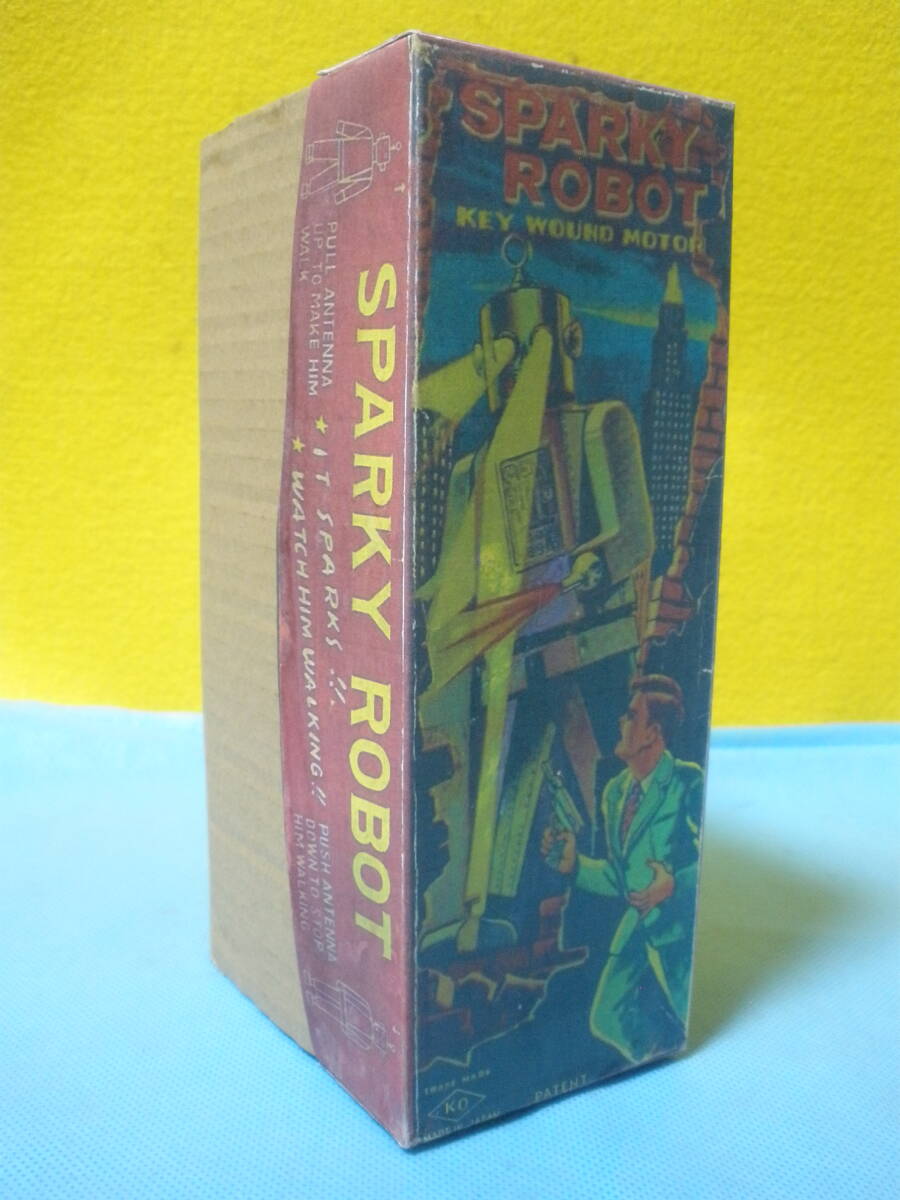 SPARKY
ROBOT
KEY WOUND MOTOR
TRADE MARK
KO
MADE IN JAPAN
PATENT
SPARKY ROBOT
PULL ANTENNA
UP TO MAKE HIM
WALK
★ IT SPARKS!!
★ WATCH HIM WALKING!!
PUSH ANTENNA
DOWN TO STOP
HIM WALKING